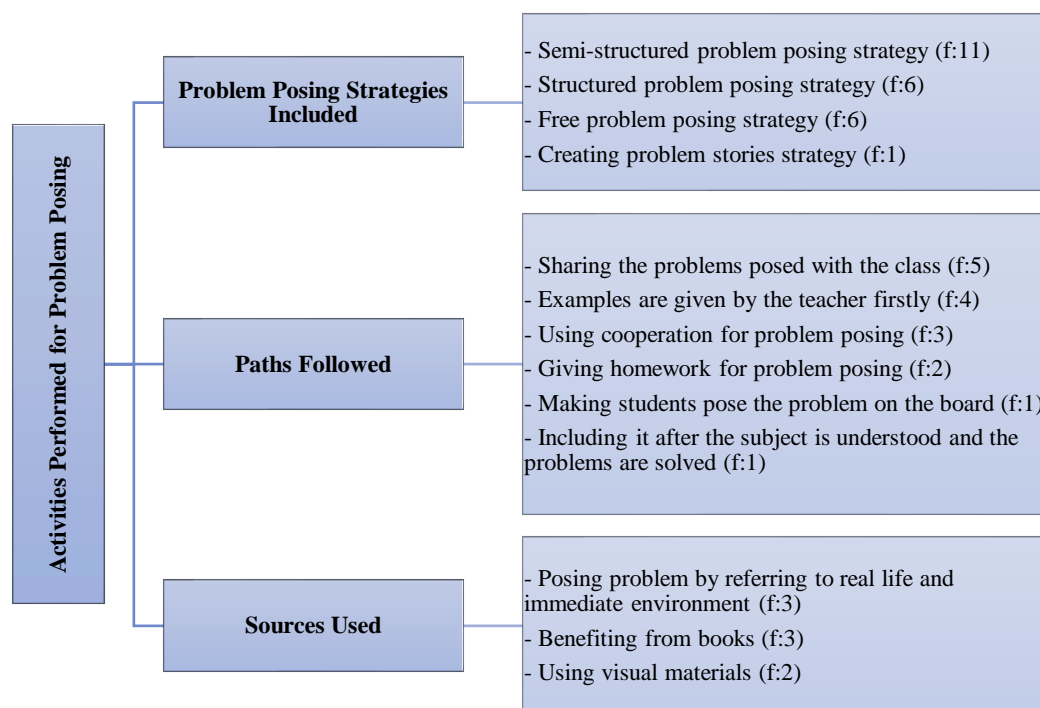 Activities Performed for Problem Posing
Problem Posing Strategies
Included
- Semi-structured problem posing strategy (f:11)
- Structured problem posing strategy (f:6)
- Free problem posing strategy (f:6)
- Creating problem stories strategy (f:1)
Paths Followed
- Sharing the problems posed with the class (f:5)
- Examples are given by the teacher firstly (f:4)
- Using cooperation for problem posing (f:3)
- Giving homework for problem posing (f:2)
- Making students pose the problem on the board (f:1)
- Including it after the subject is understood and the
problems are solved (f:1)
Sources Used
- Posing problem by referring to real life and
immediate environment (f:3)
- Benefiting from books (f:3)
- Using visual materials (f:2)